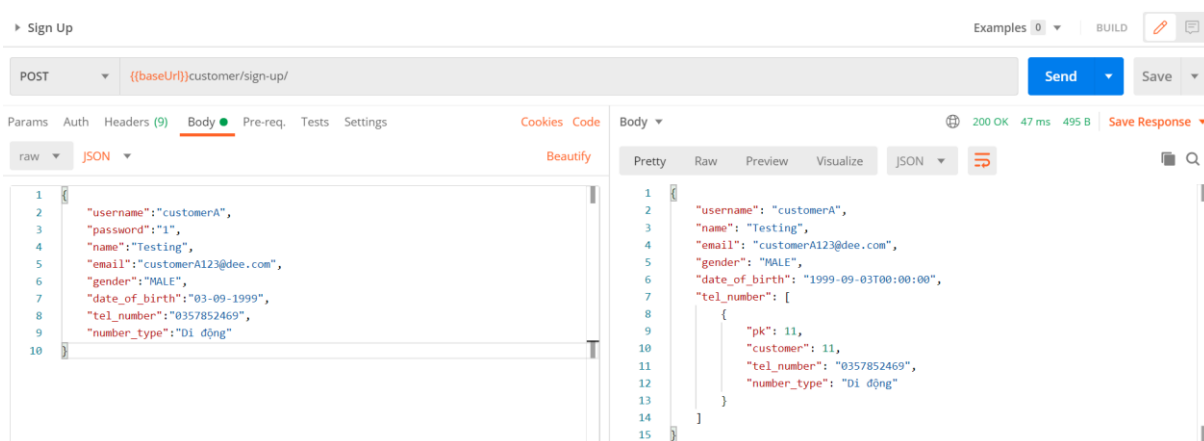 Sign Up
Examples 0 BUILD
POST {{baseUrl}}customer/sign-up/ Send Save
Params Auth Headers (9) Body Pre-req. Tests Settings Cookies Code
raw JSON Beautify
1 {
2 "username":"customerA",
3 "password":"1",
4 "name":"Testing",
5 "email":"customerA123@dee.com",
6 "gender":"MALE",
7 "date_of_birth":"03-09-1999",
8 "tel_number":"0357852469",
9 "number_type":"Di động"
10 }
Body 200 OK 47 ms 495 B Save Response
Pretty Raw Preview Visualize JSON
1 {
2 "username": "customerA",
3 "name": "Testing",
4 "email": "customerA123@dee.com",
5 "gender": "MALE",
6 "date_of_birth": "1999-09-03T00:00:00",
7 "tel_number": [
8 {
9 "pk": 11,
10 "customer": 11,
11 "tel_number": "0357852469",
12 "number_type": "Di động"
13 }
14 ]
15 }